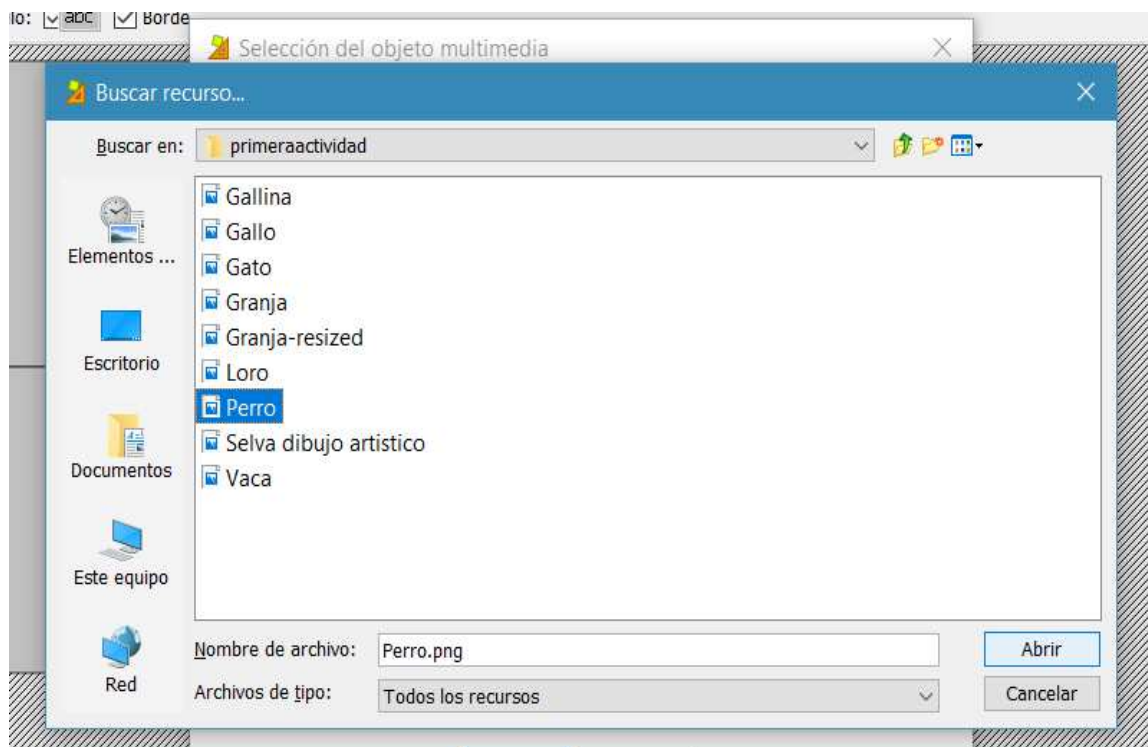 lo: abc Borde
Selección del objeto multimedia
Buscar recurso...
Buscar en: primeraactividad
Elementos ...
Escritorio
Documentos
Este equipo
Red
Gallina
Gallo
Gato
Granja
Granja-resized
Loro
Perro
Selva dibujo artistico
Vaca
Nombre de archivo: Perro.png Abrir
Archivos de tipo: Todos los recursos Cancelar